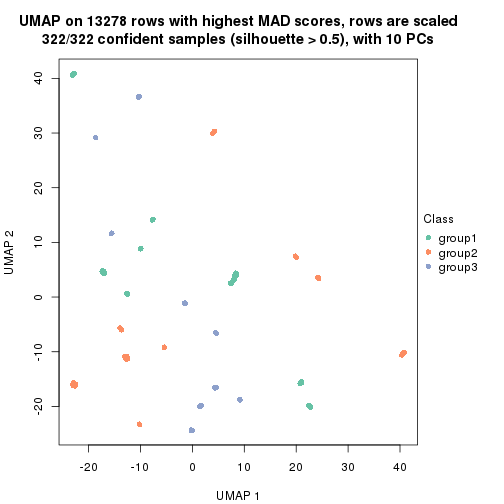 UMAP on 13278 rows with highest MAD scores, rows are scaled
322/322 confident samples (silhouette > 0.5), with 10 PCs
40
30
20
10
0
-10
-20
UMAP 2
-20
-10
0
10
20
30
40
UMAP 1
Class
group1
group2
group3